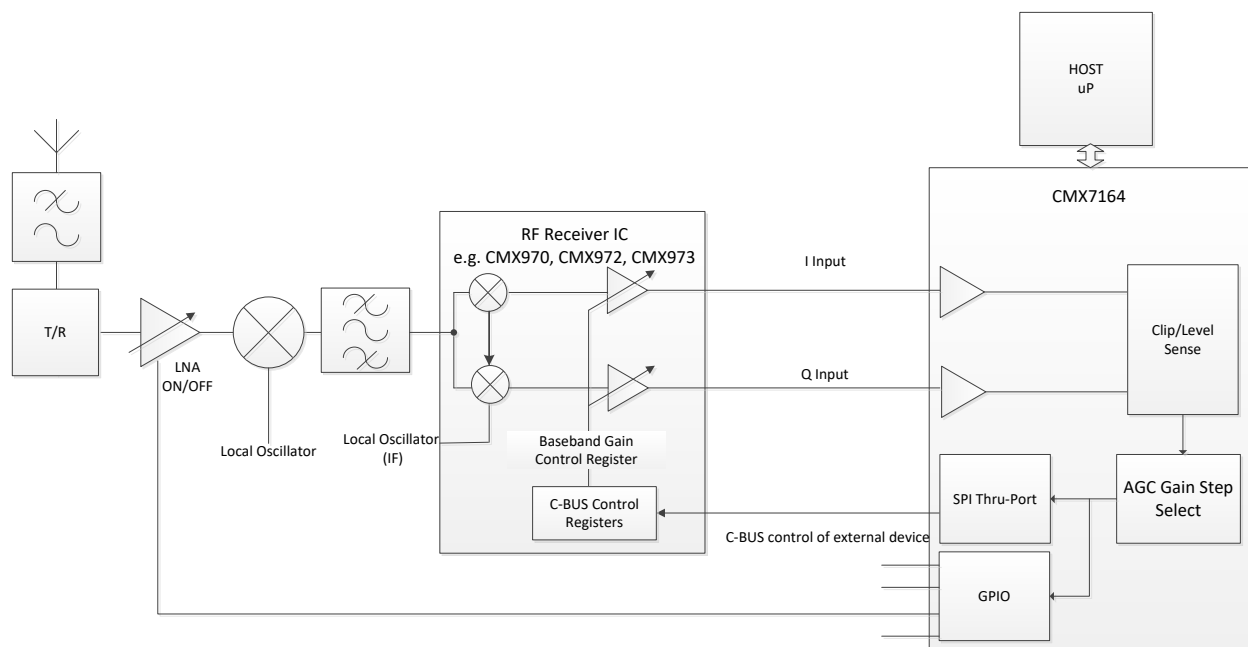 HOST
uP
CMX7164
RF Receiver IC
e.g. CMX970, CMX972, CMX973
I Input
T/R
LNA
ON/OFF
Clip/Level
Sense
Q Input
Local Oscillator
Local Oscillator
(IF)
Baseband Gain
Control Register
C-BUS Control
Registers
SPI Thru-Port
AGC Gain Step
Select
C-BUS control of external device
GPIO